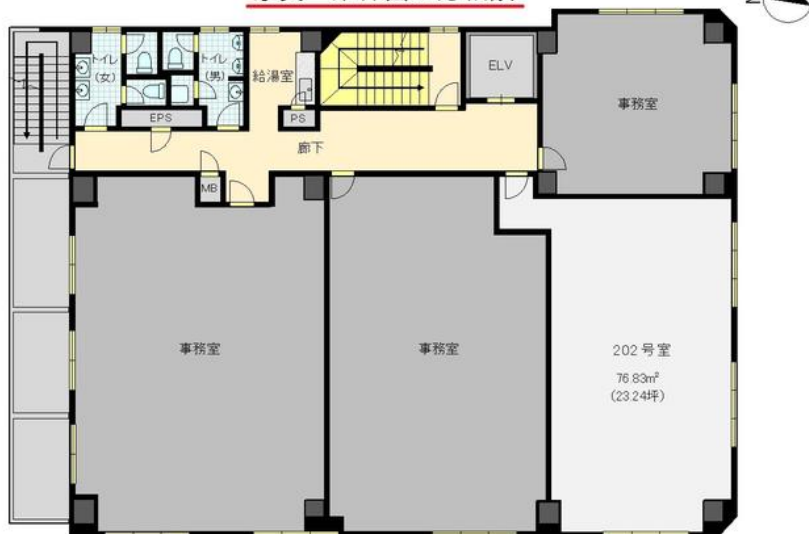 トイレ
(女)
トイレ
(男)
給湯室
ELV
事務室
EPS
PS
廊下
MB
事務室
事務室
202号室
76.83m²
(23.24坪)